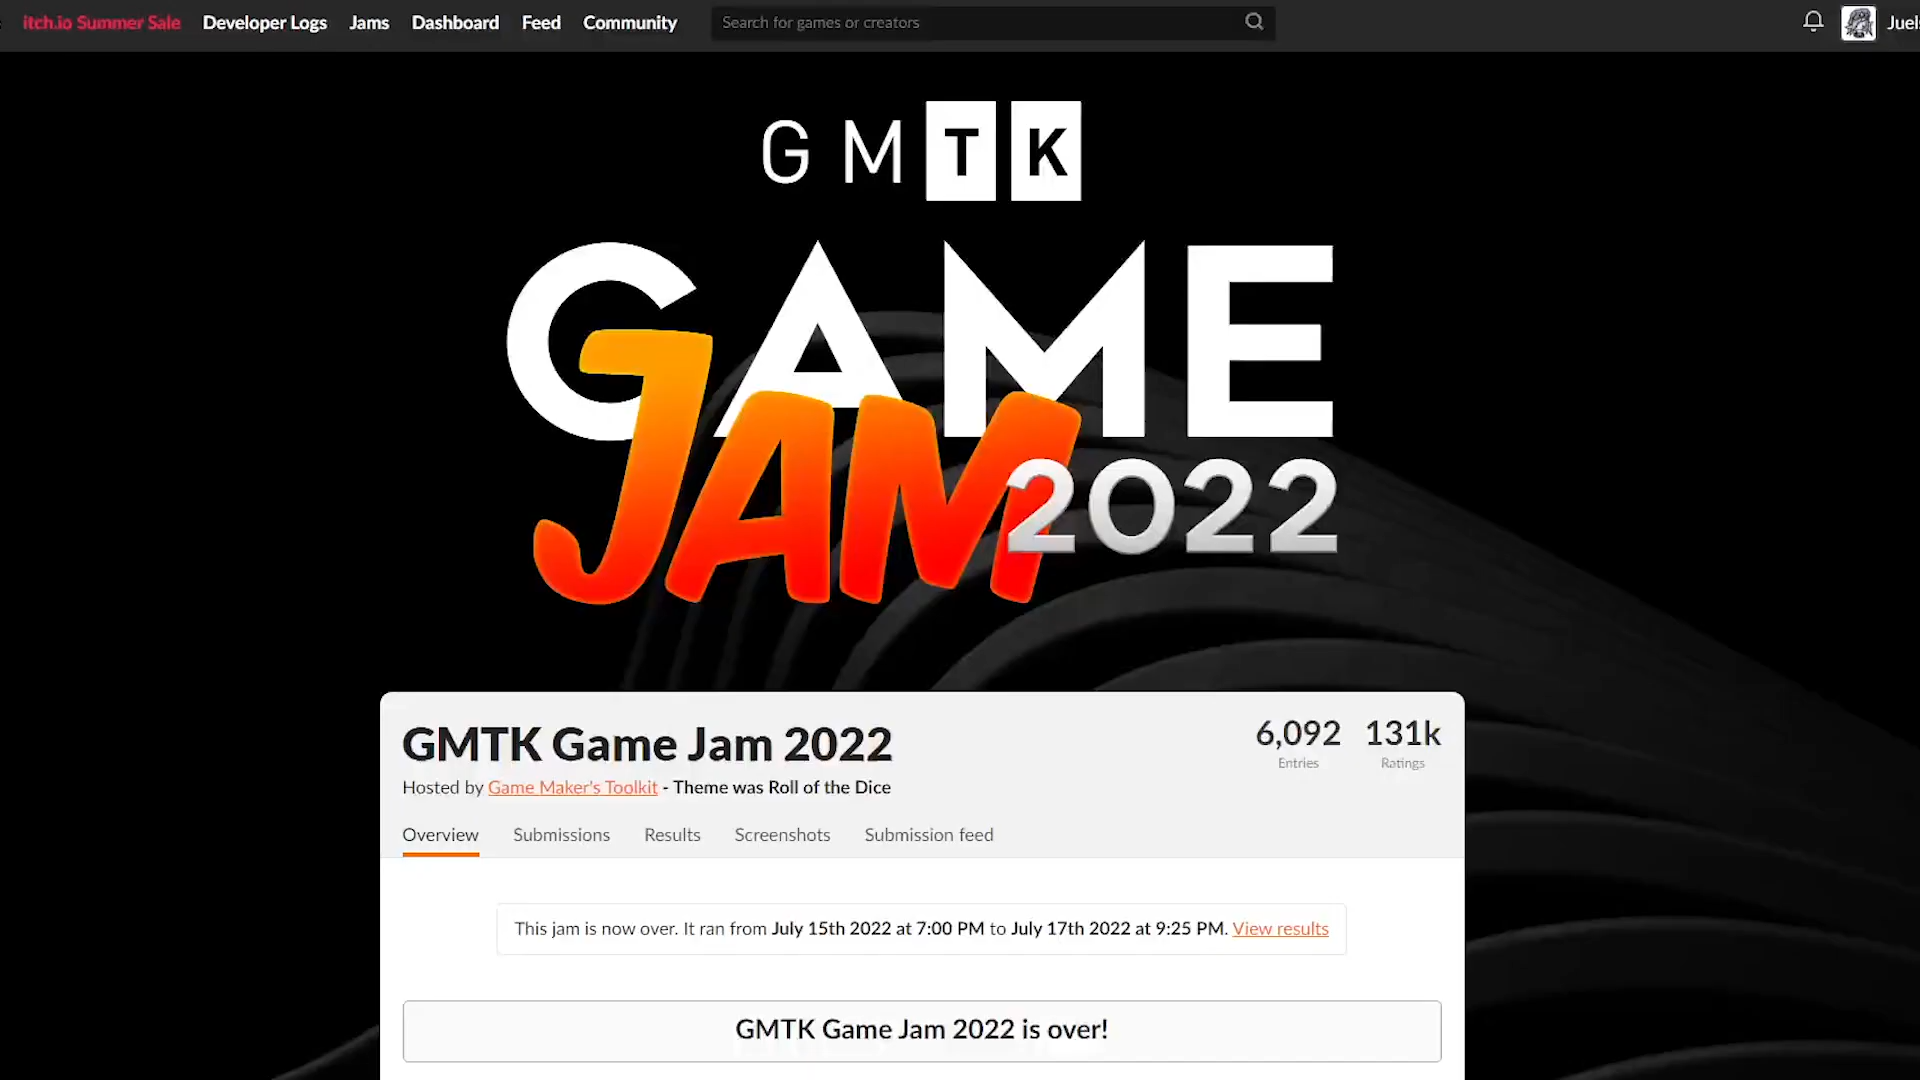 itch.io Summer Sale Developer Logs Jams Dashboard Feed Community Search for games or creators
GMTK
GAME
JAM
2022
GMTK Game Jam 2022
6,092 131k
Entries Ratings
Hosted by Game Maker's Toolkit - Theme was Roll of the Dice
Overview Submissions Results Screenshots Submission feed
This jam is now over. It ran from July 15th 2022 at 7:00 PM to July 17th 2022 at 9:25 PM. View results
GMTK Game Jam 2022 is over!